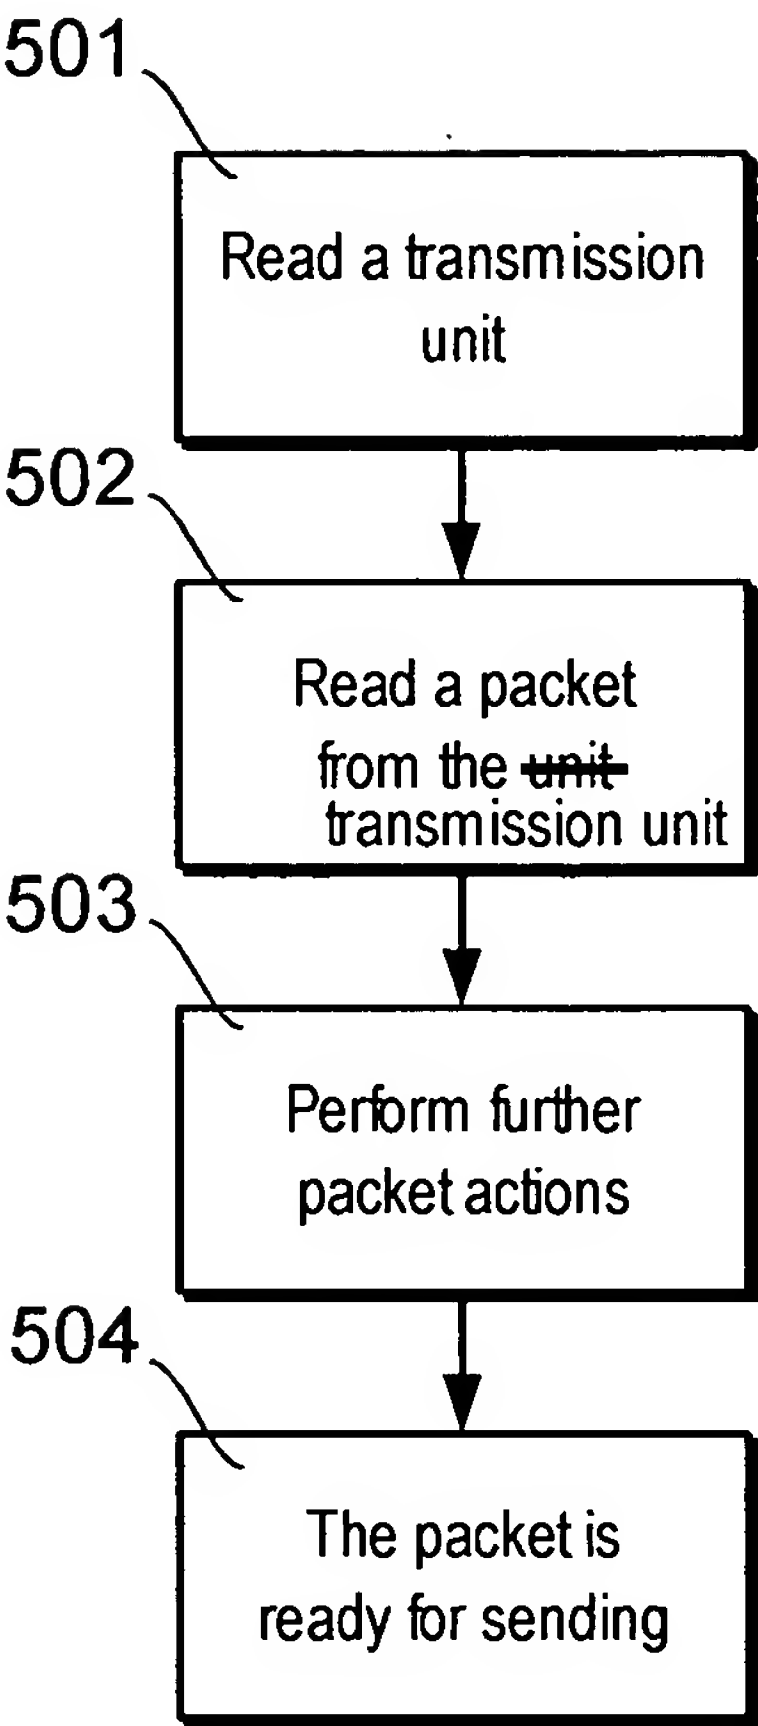 501
Read a transmission
unit
502
Read a packet
from the unit
transmission unit
503
Perform further
packet actions
504
The packet is
ready for sending